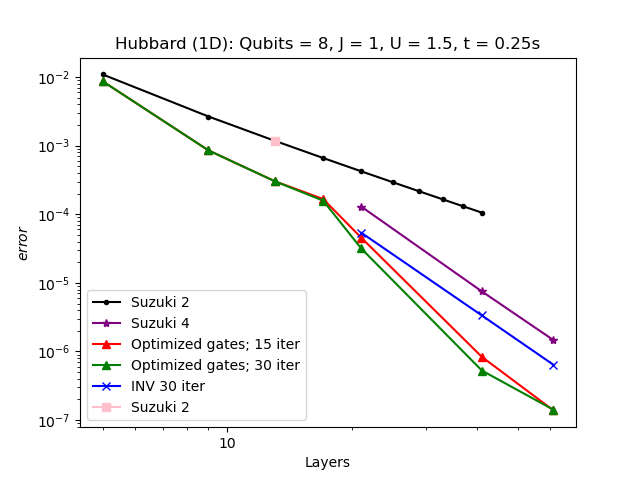 Hubbard (1D): Qubits = 8, J = 1, U = 1.5, t = 0.25s
10⁻²
10⁻³
10⁻⁴
10⁻⁵
10⁻⁶
10⁻⁷
error
Suzuki 2
Suzuki 4
Optimized gates; 15 iter
Optimized gates; 30 iter
INV 30 iter
Suzuki 2
10
Layers